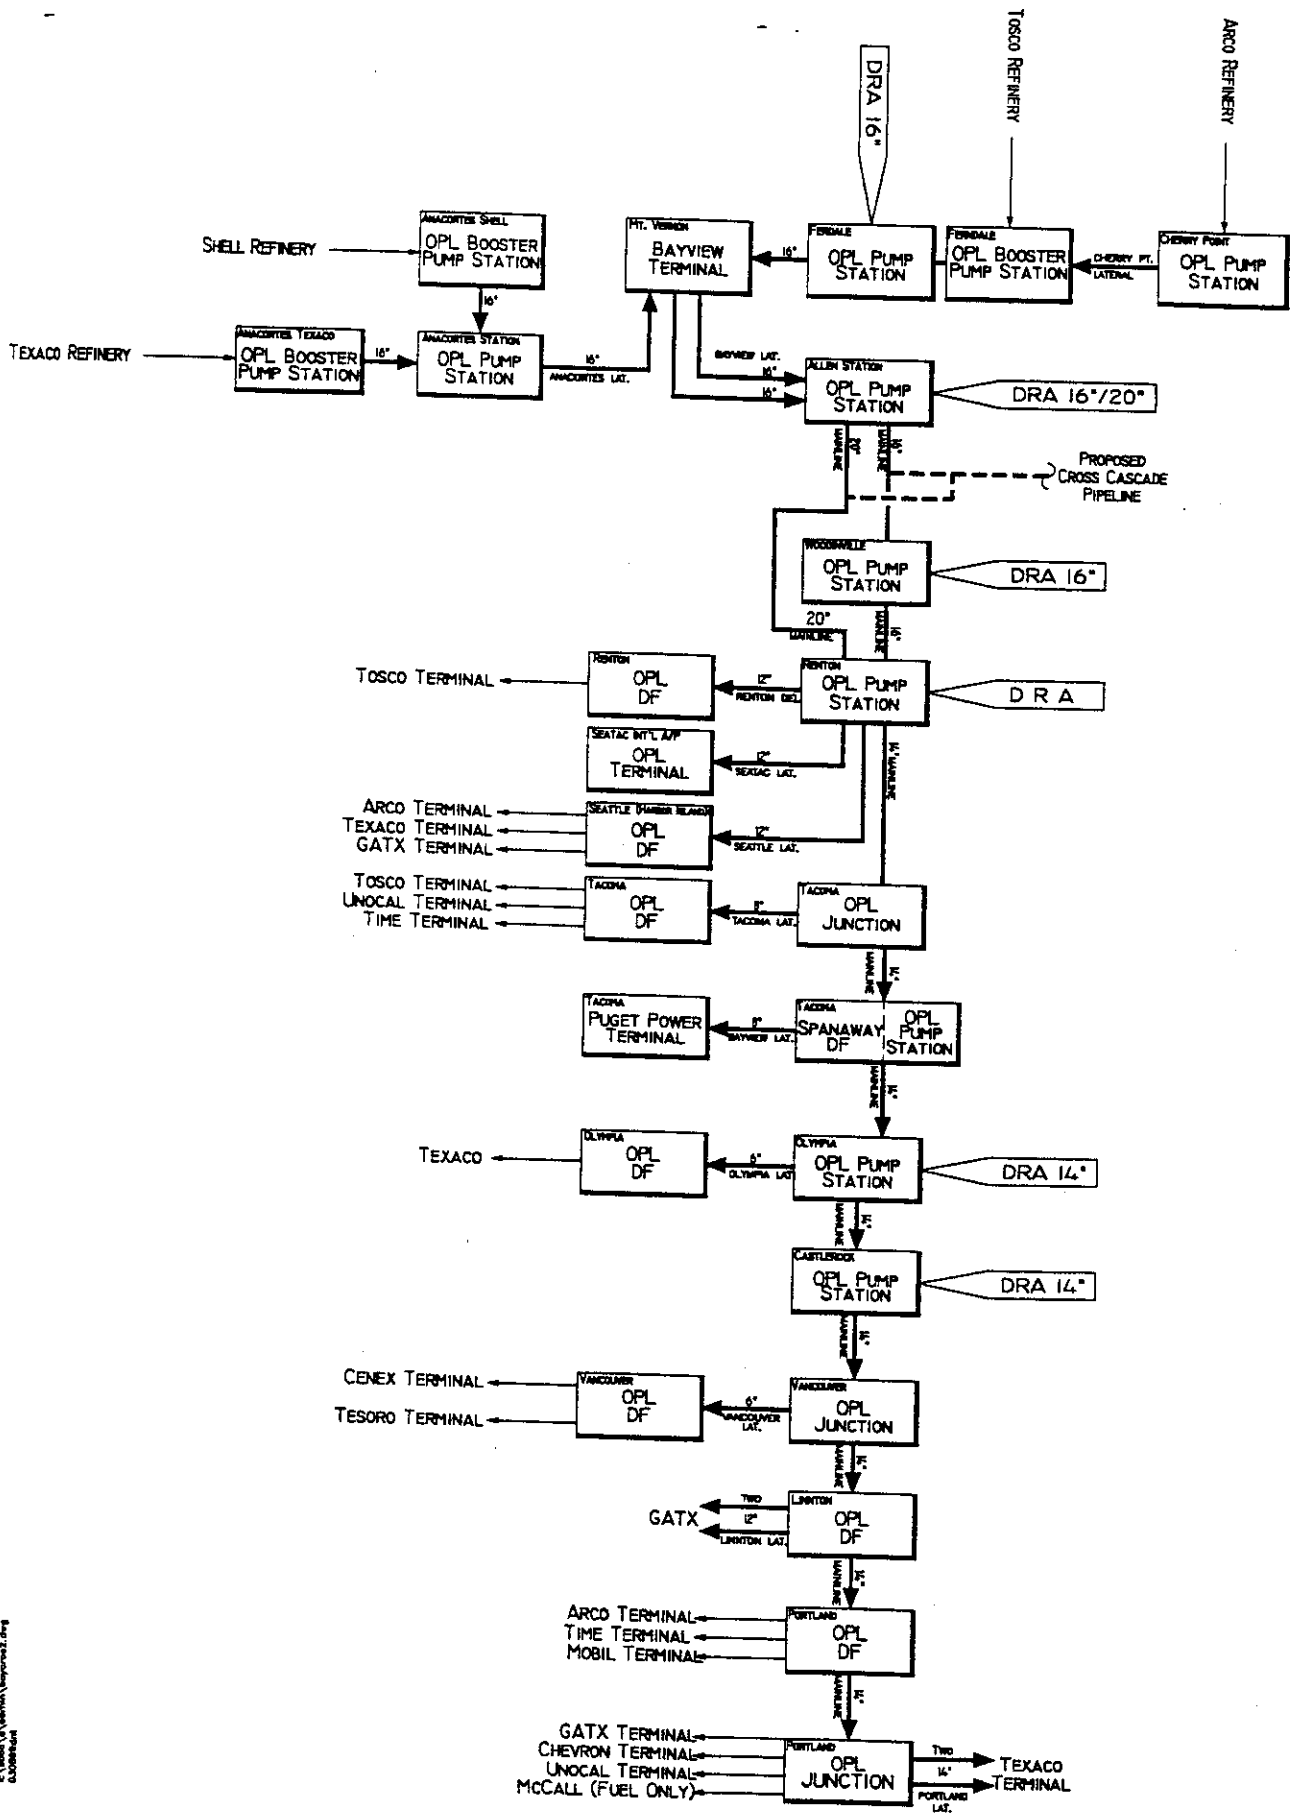 TOSCO REFINERY
ARCO REFINERY
DRA 16"
ANACORTES SHELL
OPL BOOSTER
PUMP STATION
SHELL REFINERY
16"
MT. VERNON
BAYVIEW
TERMINAL
16"
FERDALE
OPL PUMP
STATION
FERNDALE
OPL BOOSTER
PUMP STATION
CHERRY PT.
LATERAL
CHERRY POINT
OPL PUMP
STATION
TEXACO REFINERY
ANACORTES TEXACO
OPL BOOSTER
PUMP STATION
16"
ANACORTES STATION
OPL PUMP
STATION
16"
ANACORTES LAT.
BAYVIEW LAT.
16"
16"
ALLEN STATION
OPL PUMP
STATION
DRA 16"/20"
20"
MAINLINE
16"
MAINLINE
PROPOSED
CROSS CASCADE
PIPELINE
WOODINVILLE
OPL PUMP
STATION
DRA 16"
20"
MAINLINE
16"
MAINLINE
TOSCO TERMINAL
RENTON
OPL
DF
12"
RENTON DEL.
RENTON
OPL PUMP
STATION
D R A
SEATAC INT'L A/P
OPL
TERMINAL
12"
SEATAC LAT.
14" MAINLINE
ARCO TERMINAL
TEXACO TERMINAL
GATX TERMINAL
SEATTLE (HARBOR ISLAND)
OPL
DF
12"
SEATTLE LAT.
TOSCO TERMINAL
UNOCAL TERMINAL
TIME TERMINAL
TACOMA
OPL
DF
8"
TACOMA LAT.
TACOMA
OPL
JUNCTION
14"
MAINLINE
TACOMA
PUGET POWER
TERMINAL
8"
BAYVIEW LAT.
TACOMA
SPANAWAY
DF
OPL
PUMP
STATION
14"
MAINLINE
TEXACO
OLYMPIA
OPL
DF
6"
OLYMPIA LAT
OLYMPIA
OPL PUMP
STATION
DRA 14"
14"
MAINLINE
CASTLEROCK
OPL PUMP
STATION
DRA 14"
14"
MAINLINE
CENEX TERMINAL
TESORO TERMINAL
VANCOUVER
OPL
DF
6"
VANCOUVER
LAT.
VANCOUVER
OPL
JUNCTION
14"
MAINLINE
GATX
TWO
12"
LINNTON LAT.
LINNTON
OPL
DF
14"
MAINLINE
ARCO TERMINAL
TIME TERMINAL
MOBIL TERMINAL
PORTLAND
OPL
DF
14"
MAINLINE
GATX TERMINAL
CHEVRON TERMINAL
UNOCAL TERMINAL
MCCALL (FUEL ONLY)
PORTLAND
OPL
JUNCTION
TWO
14"
PORTLAND
LAT.
TEXACO
TERMINAL